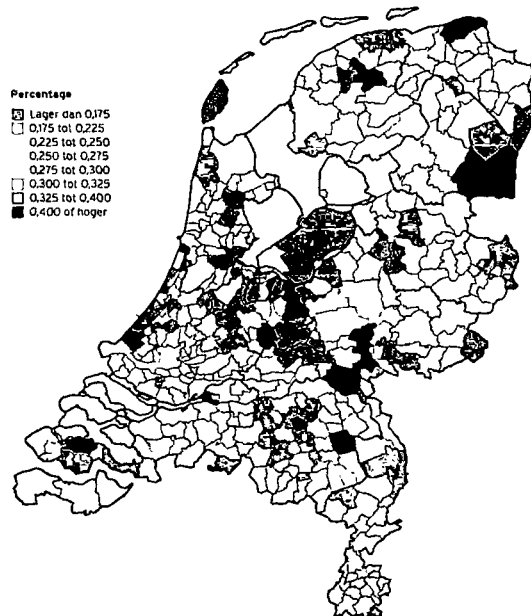 Percentage
Lager dan 0,175
0,175 tot 0,225
0,225 tot 0,250
0,250 tot 0,275
0,275 tot 0,300
0,300 tot 0,325
0,325 tot 0,400
0,400 of hoger